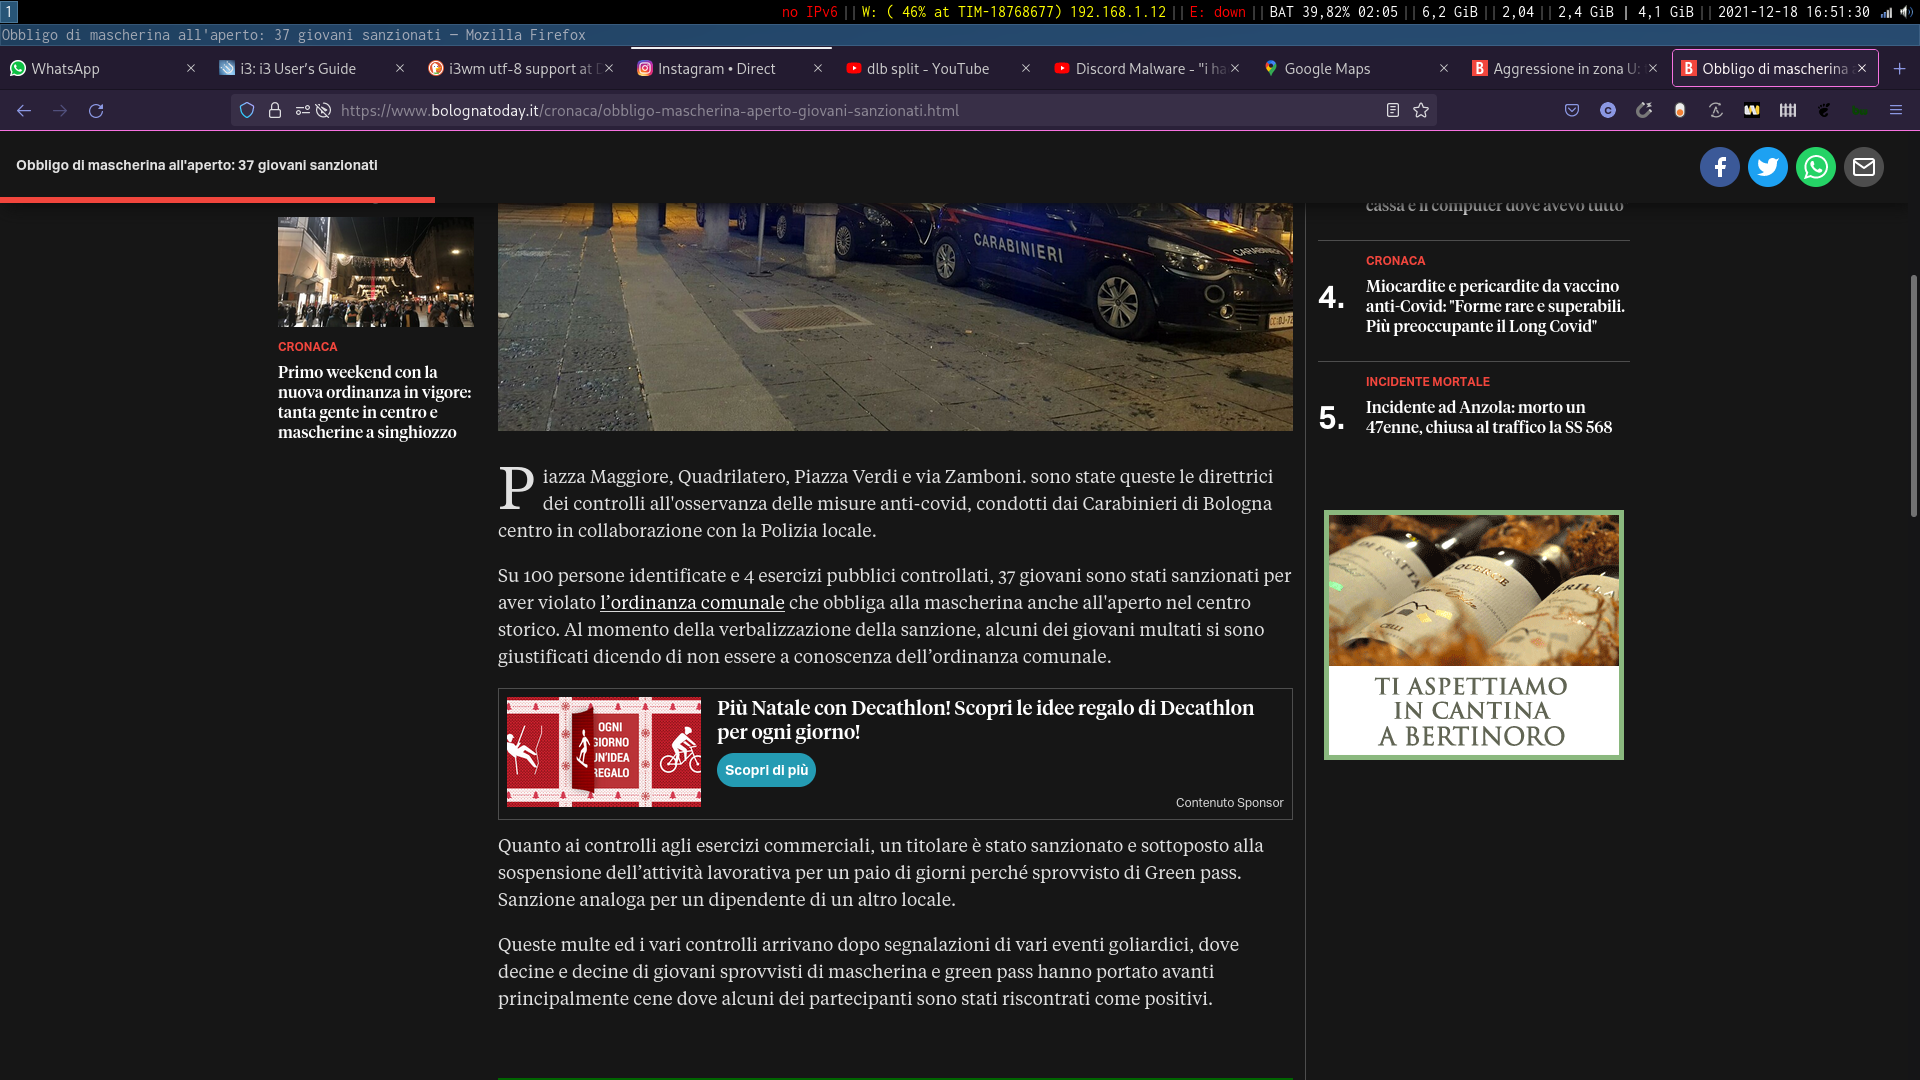 1
no IPv6 || W: ( 46% at TIM-18768677) 192.168.1.12 || E: down || BAT 39,82% 02:05 || 6,2 GiB || 2,04 || 2,4 GiB | 4,1 GiB || 2021-12-18 16:51:30
Obbligo di mascherina all'aperto: 37 giovani sanzionati — Mozilla Firefox
WhatsApp
i3: i3 User's Guide
i3wm utf-8 support at
Instagram • Direct
dlb split - YouTube
Discord Malware - "i ha
Google Maps
Aggressione in zona U:
Obbligo di mascherina
https://www.bolognatoday.it/cronaca/obbligo-mascherina-aperto-giovani-sanzionati.html
Obbligo di mascherina all'aperto: 37 giovani sanzionati
CRONACA
Primo weekend con la
nuova ordinanza in vigore:
tanta gente in centro e
mascherine a singhiozzo
CARABINIERI
CARABINIERI
Piazza Maggiore, Quadrilatero, Piazza Verdi e via Zamboni. sono state queste le direttrici
dei controlli all'osservanza delle misure anti-covid, condotti dai Carabinieri di Bologna
centro in collaborazione con la Polizia locale.
Su 100 persone identificate e 4 esercizi pubblici controllati, 37 giovani sono stati sanzionati per
aver violato l’ordinanza comunale che obbliga alla mascherina anche all'aperto nel centro
storico. Al momento della verbalizzazione della sanzione, alcuni dei giovani multati si sono
giustificati dicendo di non essere a conoscenza dell’ordinanza comunale.
OGNI
GIORNO
UN'IDEA
REGALO
Più Natale con Decathlon! Scopri le idee regalo di Decathlon
per ogni giorno!
Scopri di più
Contenuto Sponsor
Quanto ai controlli agli esercizi commerciali, un titolare è stato sanzionato e sottoposto alla
sospensione dell’attività lavorativa per un paio di giorni perché sprovvisto di Green pass.
Sanzione analoga per un dipendente di un altro locale.
Queste multe ed i vari controlli arrivano dopo segnalazioni di vari eventi goliardici, dove
decine e decine di giovani sprovvisti di mascherina e green pass hanno portato avanti
principalmente cene dove alcuni dei partecipanti sono stati riscontrati come positivi.
cassa e il computer dove avevo tutto
CRONACA
4.
Miocardite e pericardite da vaccino
anti-Covid: "Forme rare e superabili.
Più preoccupante il Long Covid"
INCIDENTE MORTALE
5.
Incidente ad Anzola: morto un
47enne, chiusa al traffico la SS 568
TI ASPETTIAMO
IN CANTINA
A BERTINORO